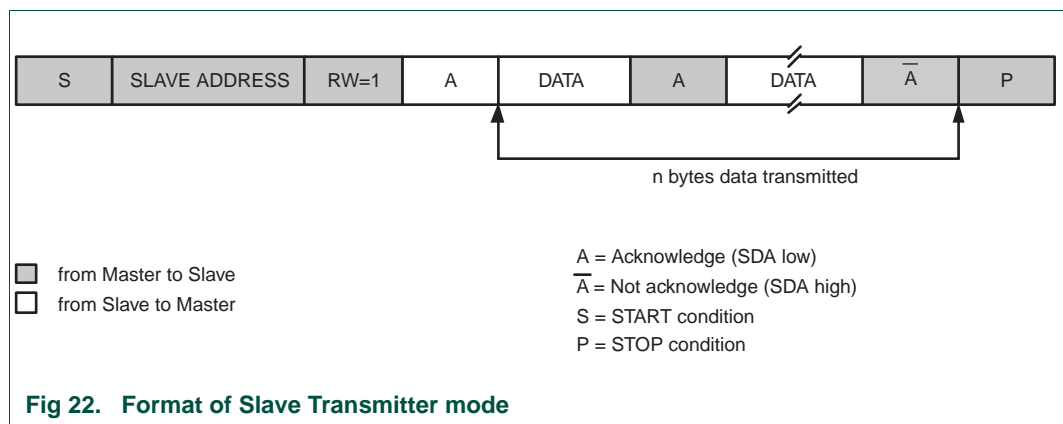 S SLAVE ADDRESS RW=1 A DATA A DATA A̅ P
n bytes data transmitted
from Master to Slave
from Slave to Master
A = Acknowledge (SDA low)
A̅ = Not acknowledge (SDA high)
S = START condition
P = STOP condition
Fig 22. Format of Slave Transmitter mode